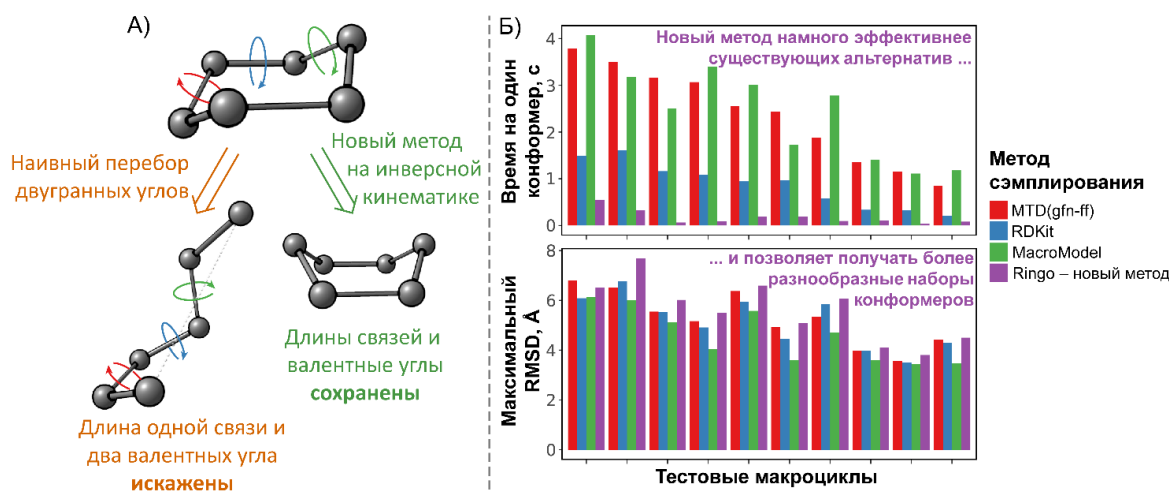 А)
Наивный перебор
двугранных углов
Новый метод
на инверсной
кинематике
Длина одной связи и
два валентных угла
искажены
Длины связей и
валентные углы
сохранены
Б)
Время на один
конформер, с
4
3
2
1
0
Новый метод намного эффективнее
существующих альтернатив ...
Максимальный
RMSD, Å
8
6
4
2
0
... и позволяет получать более
разнообразные наборы
конформеров
Тестовые макроциклы
Метод
сэмплирования
MTD(gfn-ff)
RDKit
MacroModel
Ringo – новый метод